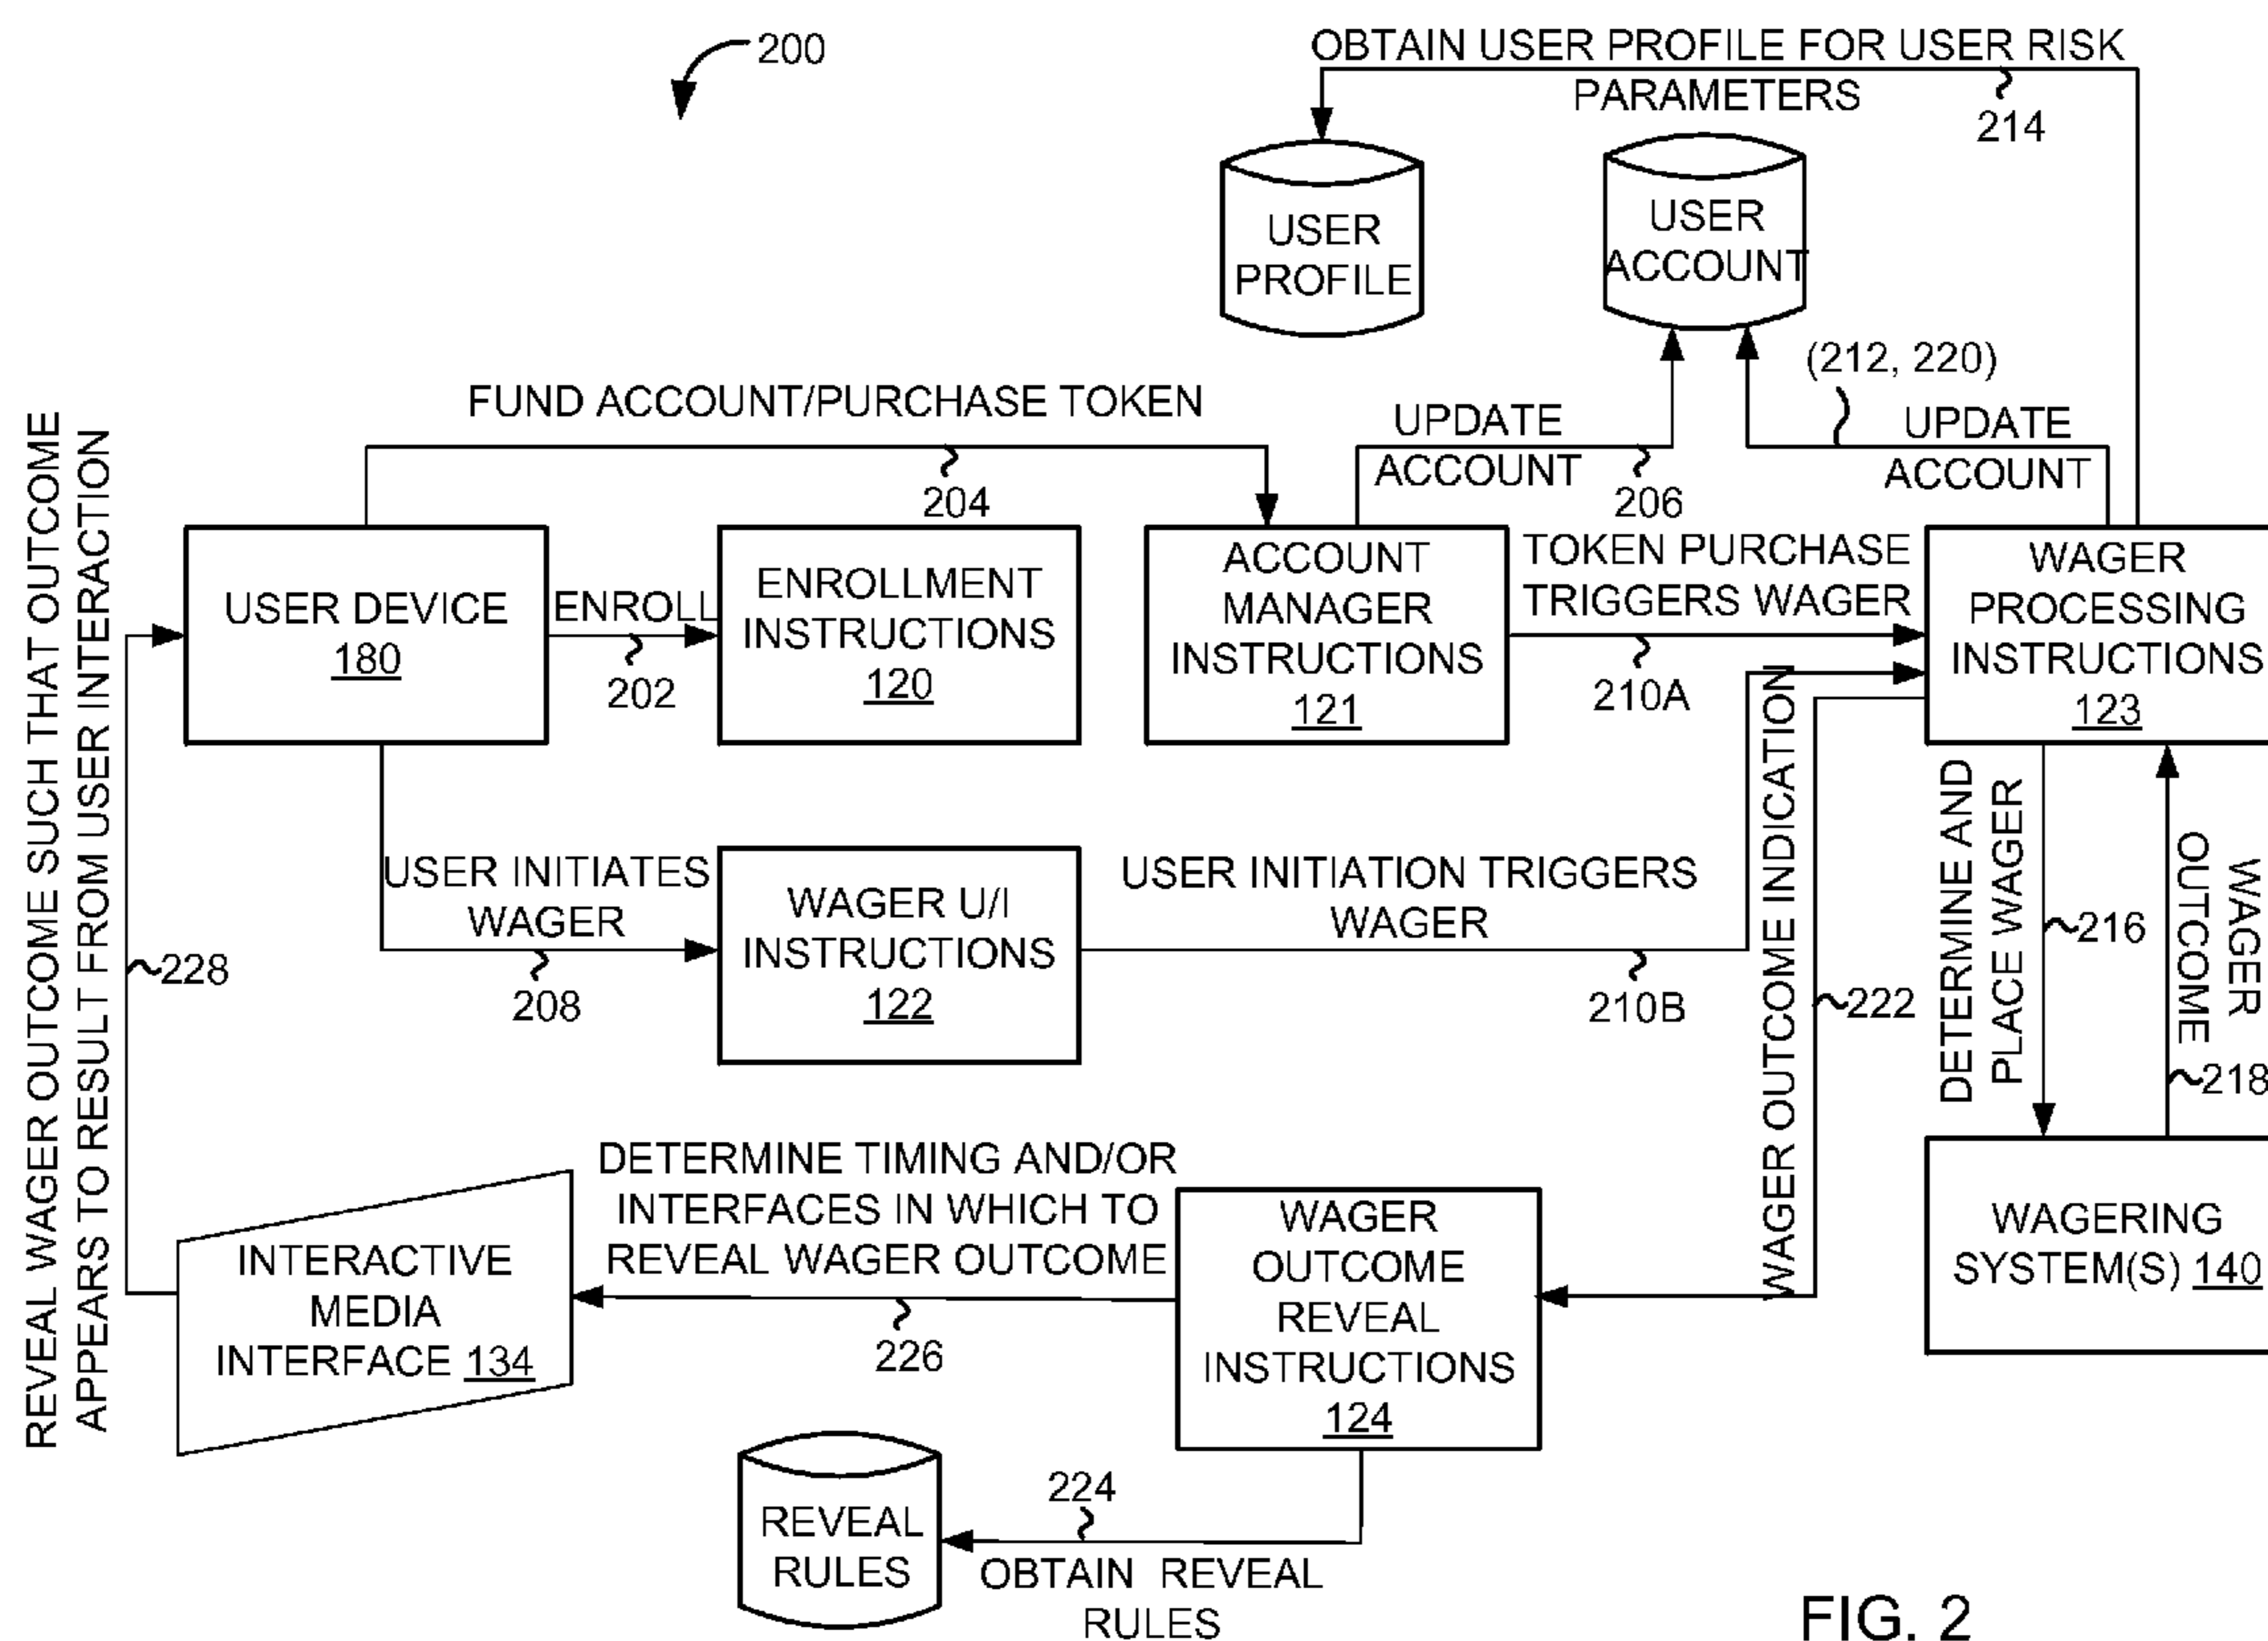 200
OBTAIN USER PROFILE FOR USER RISK
PARAMETERS
214
USER
PROFILE
USER
ACCOUNT
(212, 220)
FUND ACCOUNT/PURCHASE TOKEN
204
UPDATE
ACCOUNT
206
UPDATE
ACCOUNT
USER DEVICE
180
ENROLL
202
ENROLLMENT
INSTRUCTIONS
120
ACCOUNT
MANAGER
INSTRUCTIONS
121
TOKEN PURCHASE
TRIGGERS WAGER
210A
WAGER
PROCESSING
INSTRUCTIONS
123
USER INITIATES
WAGER
208
WAGER U/I
INSTRUCTIONS
122
USER INITIATION TRIGGERS
WAGER
210B
WAGER OUTCOME INDICATION
222
DETERMINE AND
PLACE WAGER
216
WAGER
OUTCOME
218
WAGERING
SYSTEM(S) 140
REVEAL WAGER OUTCOME SUCH THAT OUTCOME
APPEARS TO RESULT FROM USER INTERACTION
228
INTERACTIVE
MEDIA
INTERFACE 134
DETERMINE TIMING AND/OR
INTERFACES IN WHICH TO
REVEAL WAGER OUTCOME
226
WAGER
OUTCOME
REVEAL
INSTRUCTIONS
124
REVEAL
RULES
224
OBTAIN REVEAL
RULES
FIG. 2